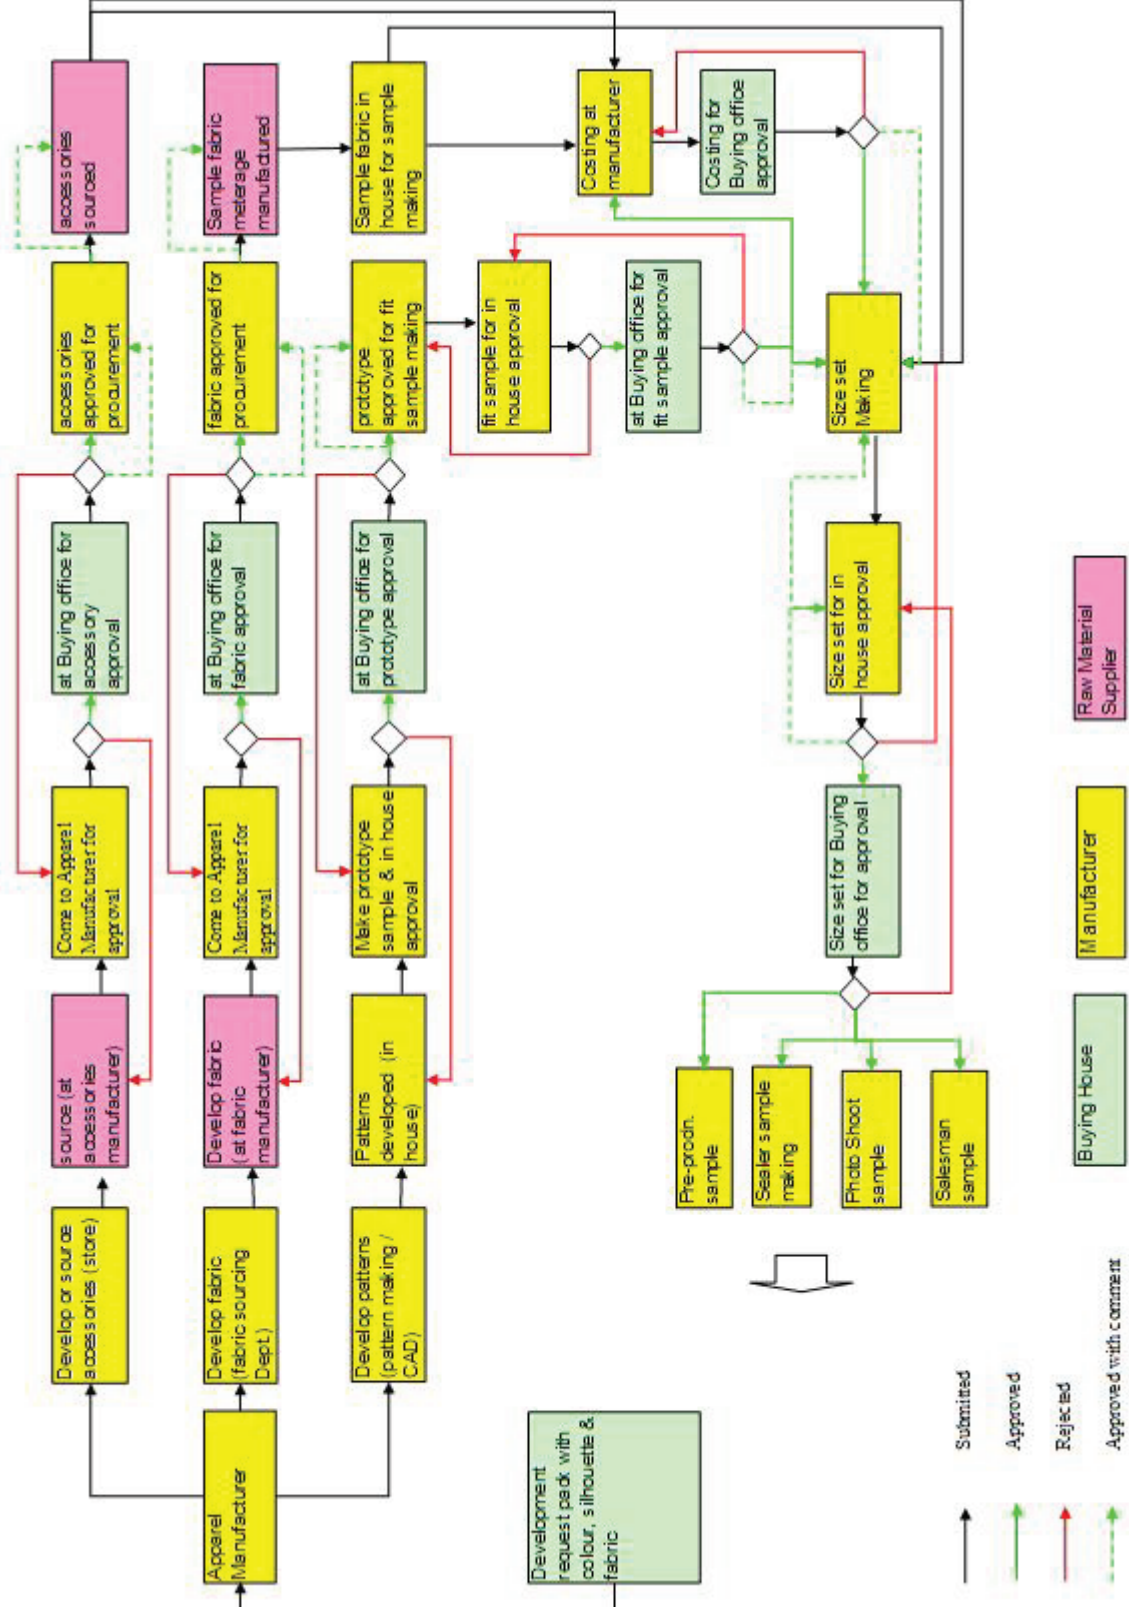 Apparel
Manufacturer
Develop or source
accessories (store)
source (at
accessories
manufacturer)
Come to Apparel
Manufacturer for
approval
at Buying office for
accessory
approval
accessories
approved for
procurement
accessories
sourced
Develop fabric
(fabric sourcing
Dept.)
Develop fabric
(at fabric
manufacturer)
Come to Apparel
Manufacturer for
approval
at Buying office for
fabric approval
fabric approved for
procurement
Sample fabric
meterage
manufactured
Develop patterns
(pattern making /
CAD)
Patterns
developed (in
house)
Make prototype
sample & in house
approval
at Buying office for
prototype approval
prototype
approved for fit
sample making
Sample fabric in
house for sample
making
fit sample for in
house approval
at Buying office for
fit sample approval
Costing at
manufacturer
Costing for
Buying office
approval
Size set
Making
Size set for in
house approval
Size set for Buying
office for approval
Pre-prodn.
sample
Sealer sample
making
Photo Shoot
sample
Salesman
sample
Development
request pack with
colour, silhouette &
fabric
Submitted
Approved
Rejected
Approved with comment
Buying House
Manufacturer
Raw Material
Supplier